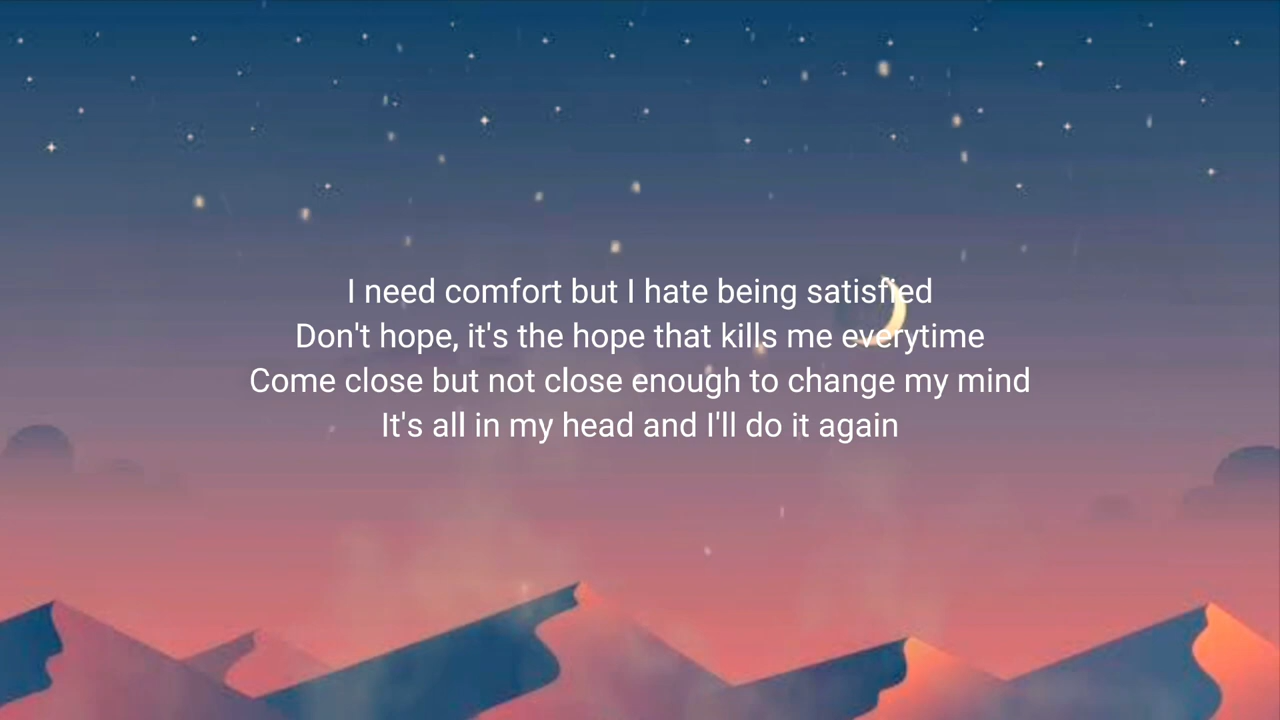 I need comfort but I hate being satisfied
Don't hope, it's the hope that kills me everytime
Come close but not close enough to change my mind
It's all in my head and I'll do it again